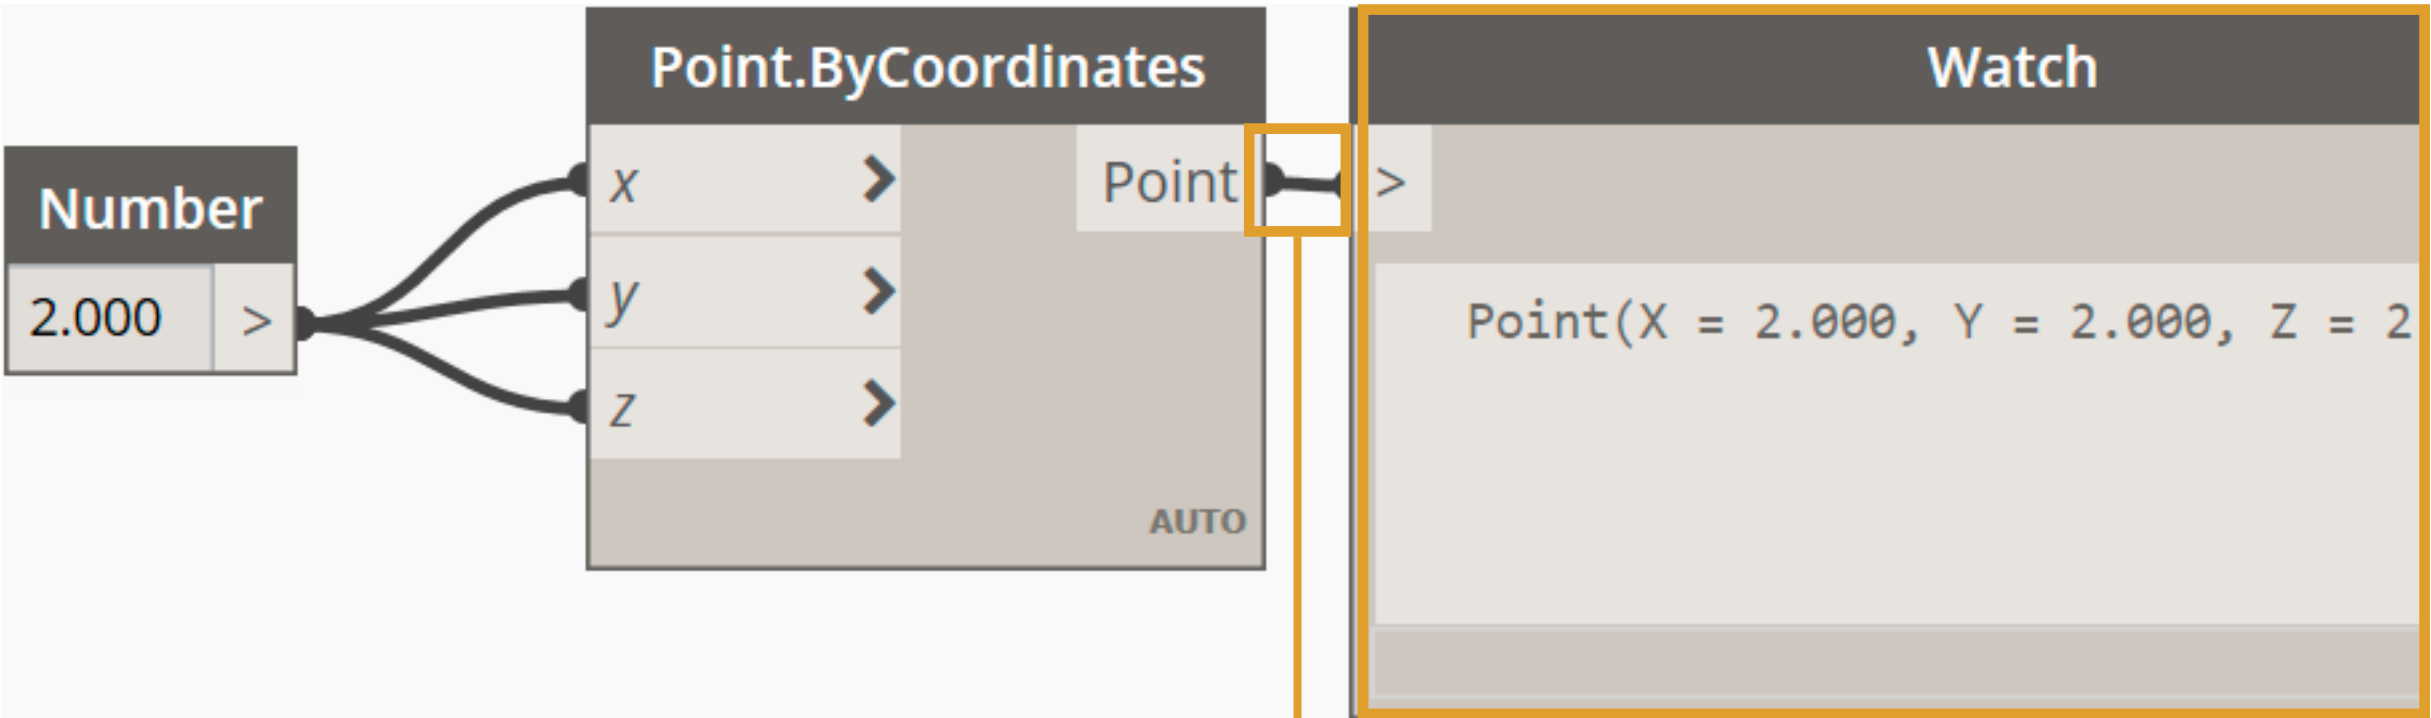 Point.ByCoordinates
Watch
Number
x
y
z
Point
>
2.000 >
Point(X = 2.000, Y = 2.000, Z = 2
AUTO